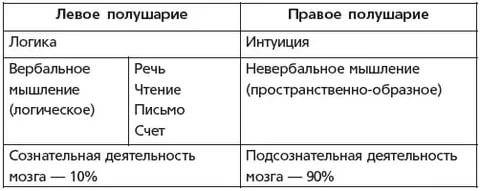 Левое полушарие
Правое полушарие
Логика
Интуиция
Вербальное
мышление
(логическое)
Речь
Чтение
Письмо
Счет
Невербальное мышление
(пространственно-образное)
Сознательная деятельность
мозга — 10%
Подсознательная деятельность
мозга — 90%